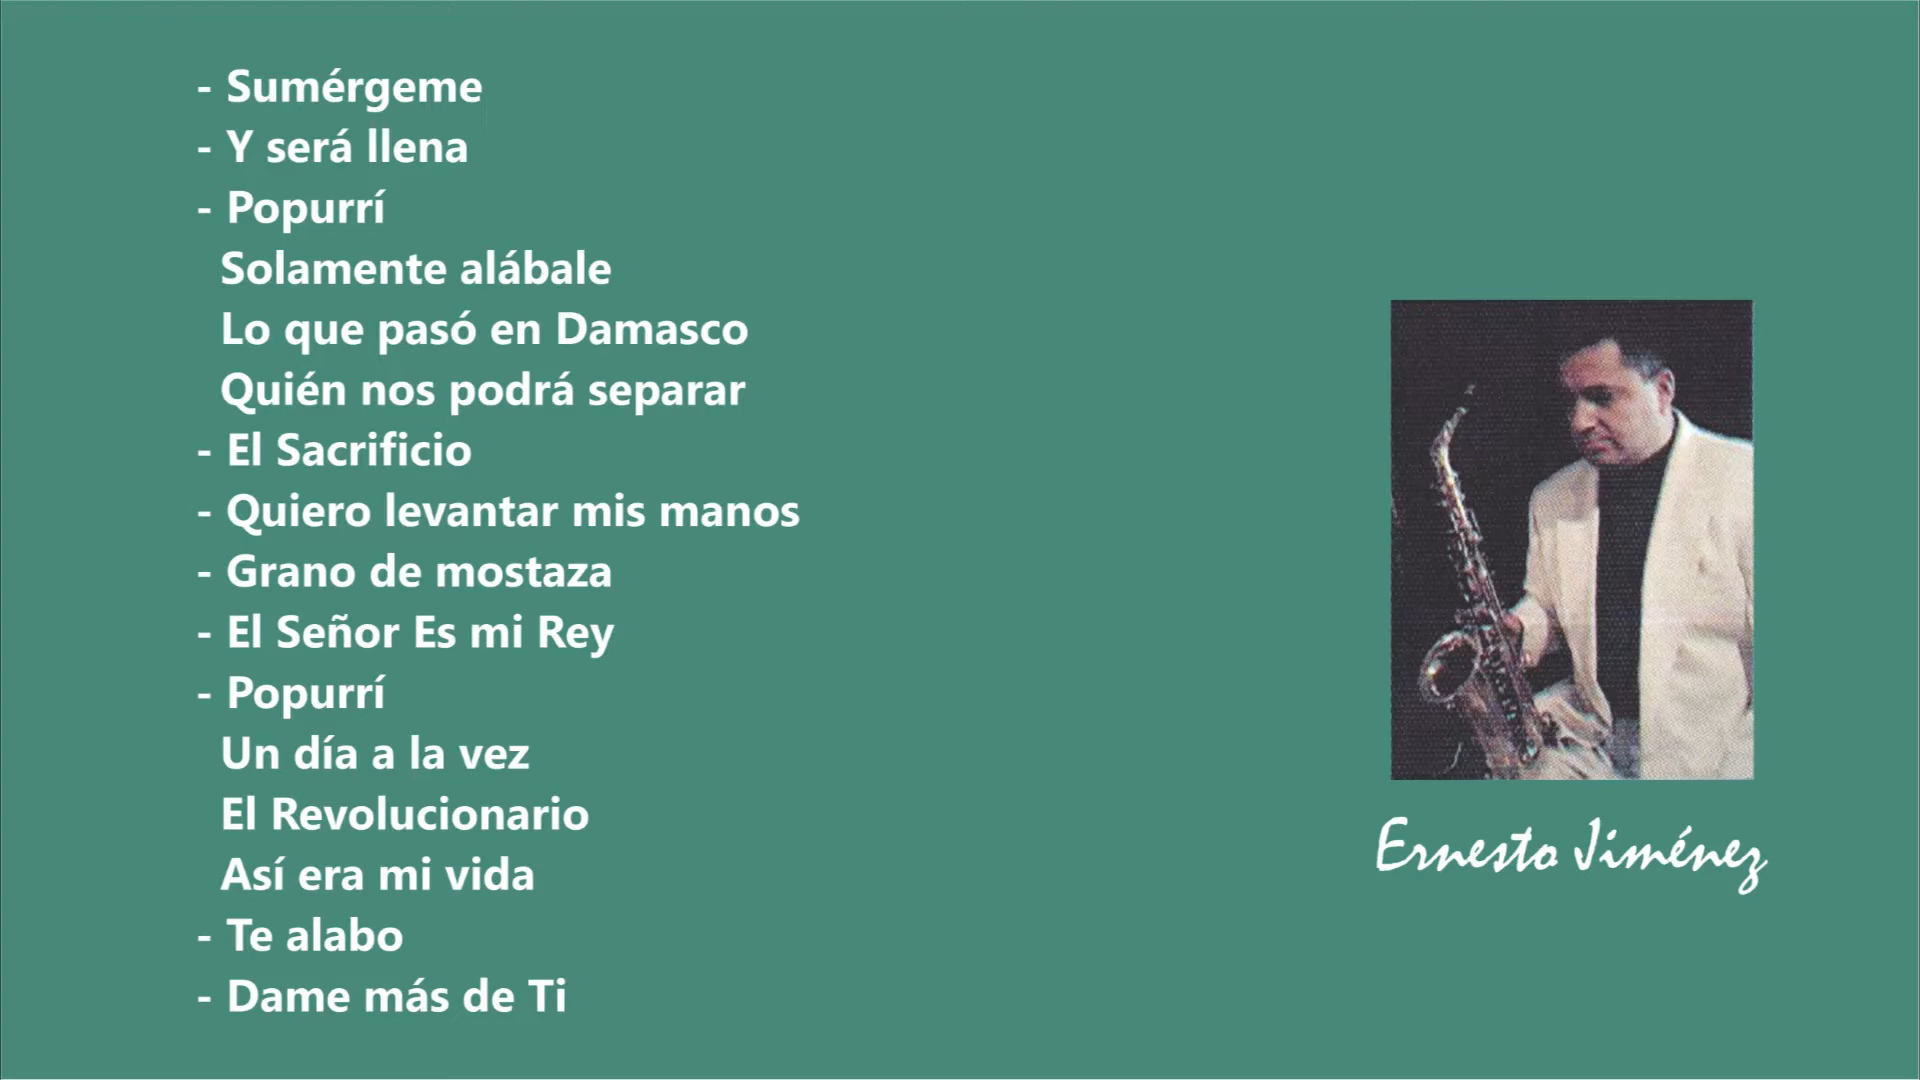 - Sumérgeme
- Y será llena
- Popurrí
Solamente alábale
Lo que pasó en Damasco
Quién nos podrá separar
- El Sacrificio
- Quiero levantar mis manos
- Grano de mostaza
- El Señor Es mi Rey
- Popurrí
Un día a la vez
El Revolucionario
Así era mi vida
- Te alabo
- Dame más de Ti
Ernesto Jiménez